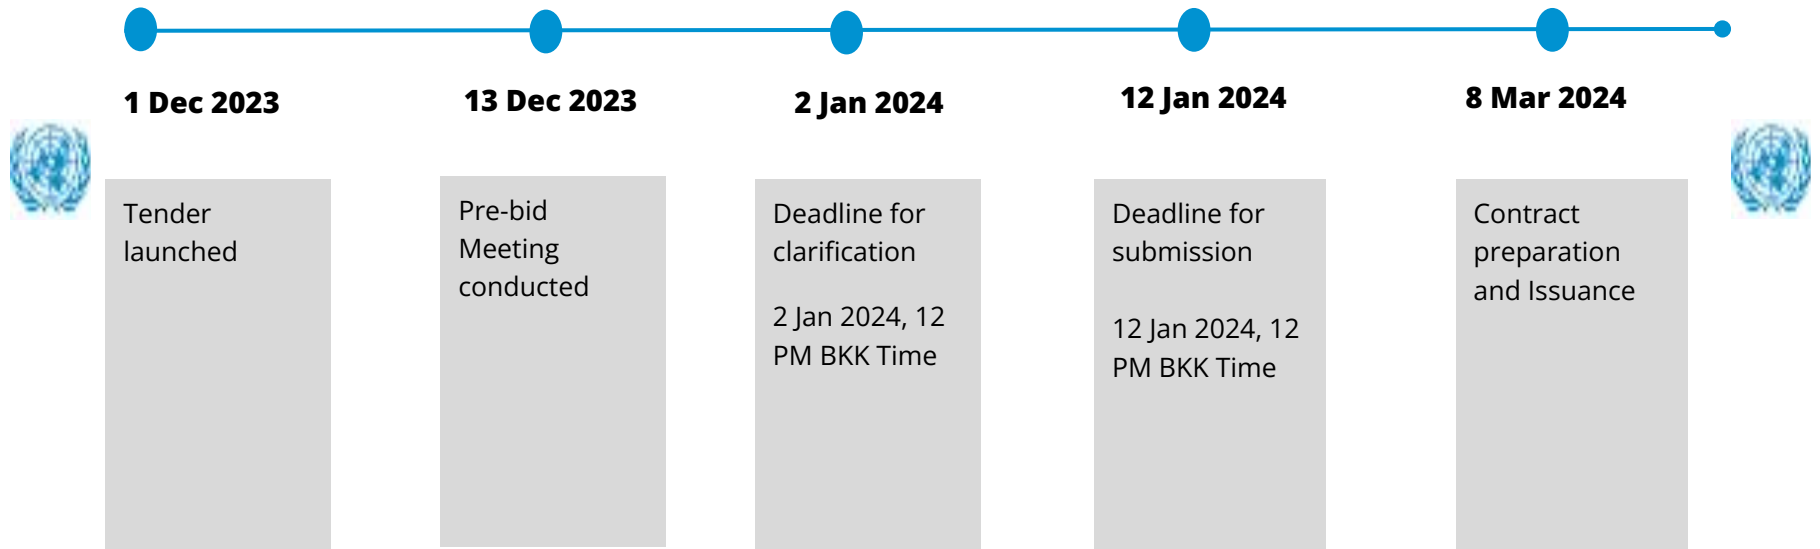 1 Dec 2023
13 Dec 2023
2 Jan 2024
12 Jan 2024
8 Mar 2024
Tender
launched
Pre-bid
Meeting
conducted
Deadline for
clarification
2 Jan 2024, 12
PM BKK Time
Deadline for
submission
12 Jan 2024, 12
PM BKK Time
Contract
preparation
and Issuance